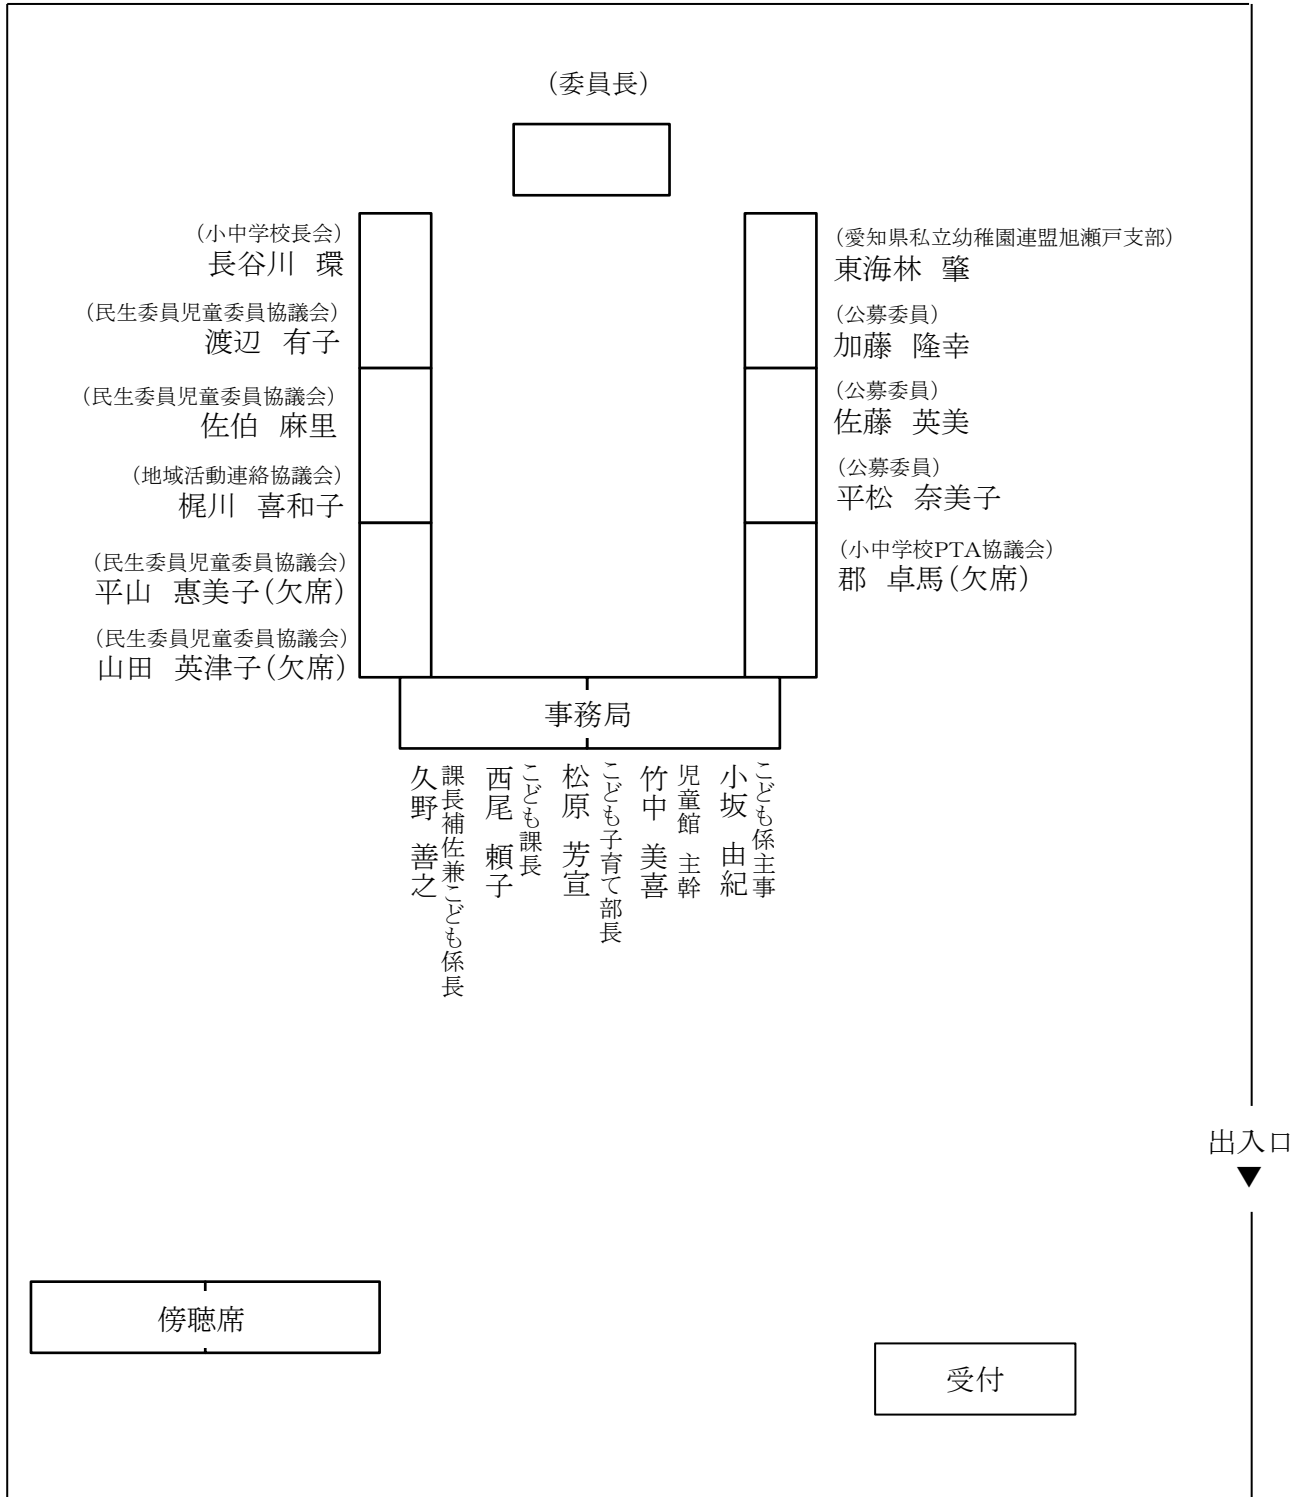 (委員長)
(小中学校長会)
長谷川 環
(民生委員児童委員協議会)
渡辺 有子
(民生委員児童委員協議会)
佐伯 麻里
(地域活動連絡協議会)
梶川 喜和子
(民生委員児童委員協議会)
平山 惠美子(欠席)
(民生委員児童委員協議会)
山田 英津子(欠席)
(愛知県私立幼稚園連盟旭瀬戸支部)
東海林 肇
(公募委員)
加藤 隆幸
(公募委員)
佐藤 英美
(公募委員)
平松 奈美子
(小中学校PTA協議会)
郡 卓馬(欠席)
事務局
こども係主事
小坂 由紀
児童館 主幹
竹中 美喜
こども子育て部長
松原 芳宣
こども課長
西尾 頼子
課長補佐兼こども係長
久野 善之
出入口
▼
傍聴席
受付